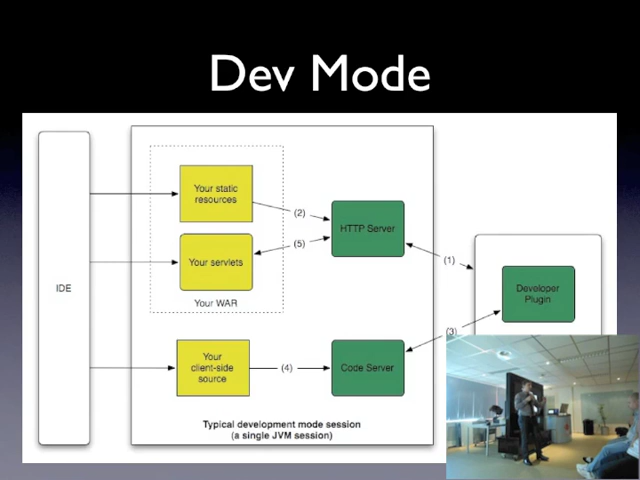 Dev Mode
IDE
Your static
resources
(2)
HTTP Server
(5)
Your servlets
(1)
Your WAR
Developer
Plugin
(3)
Your
client-side
source
(4)
Code Server
Typical development mode session
(a single JVM session)